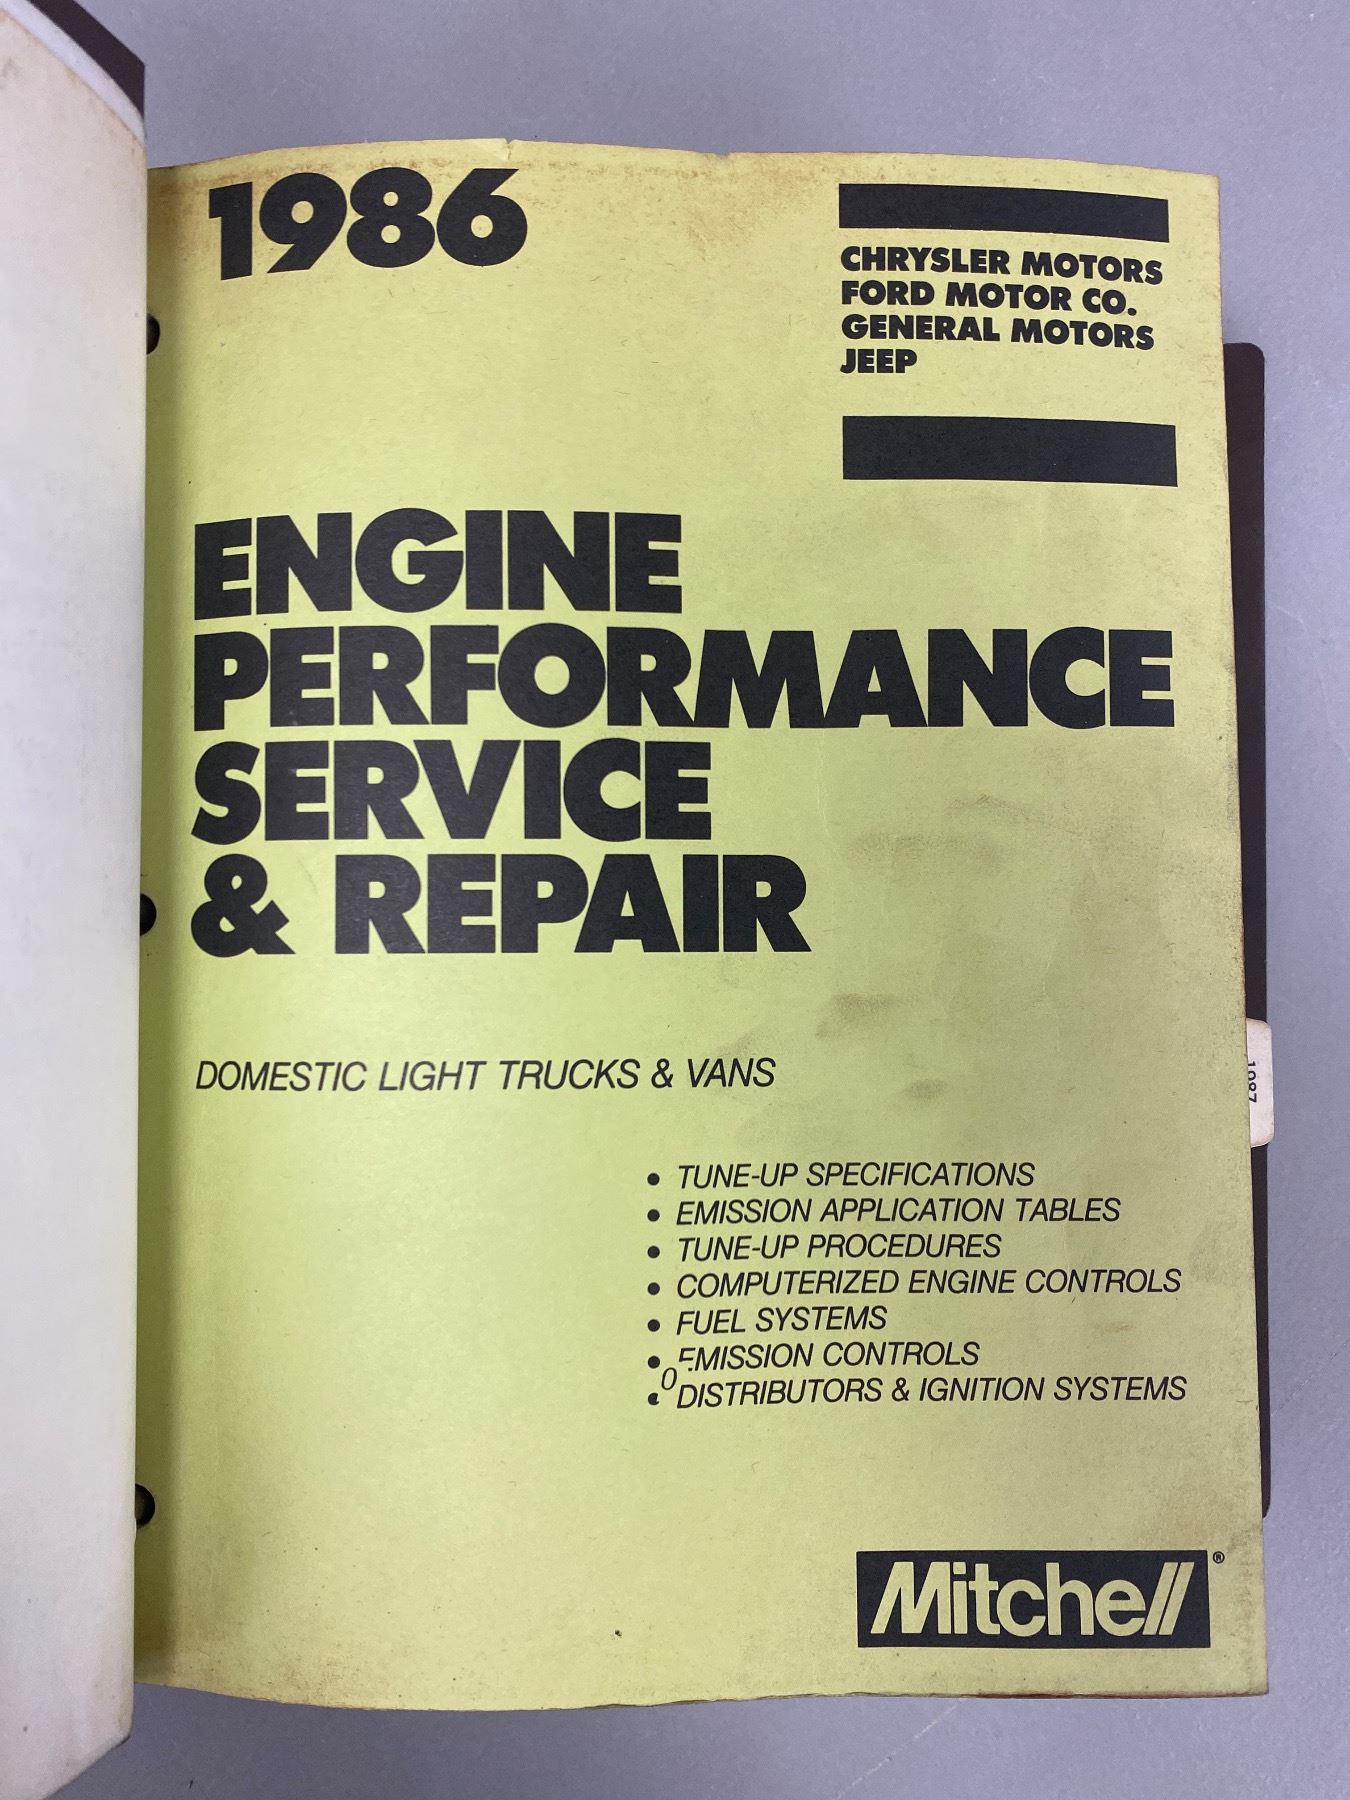 1986
CHRYSLER MOTORS
FORD MOTOR CO.
GENERAL MOTORS
JEEP
ENGINE
PERFORMANCE
SERVICE
& REPAIR
DOMESTIC LIGHT TRUCKS & VANS
• TUNE-UP SPECIFICATIONS
• EMISSION APPLICATION TABLES
• TUNE-UP PROCEDURES
• COMPUTERIZED ENGINE CONTROLS
• FUEL SYSTEMS
• EMISSION CONTROLS
• DISTRIBUTORS & IGNITION SYSTEMS
Mitchell®
1987